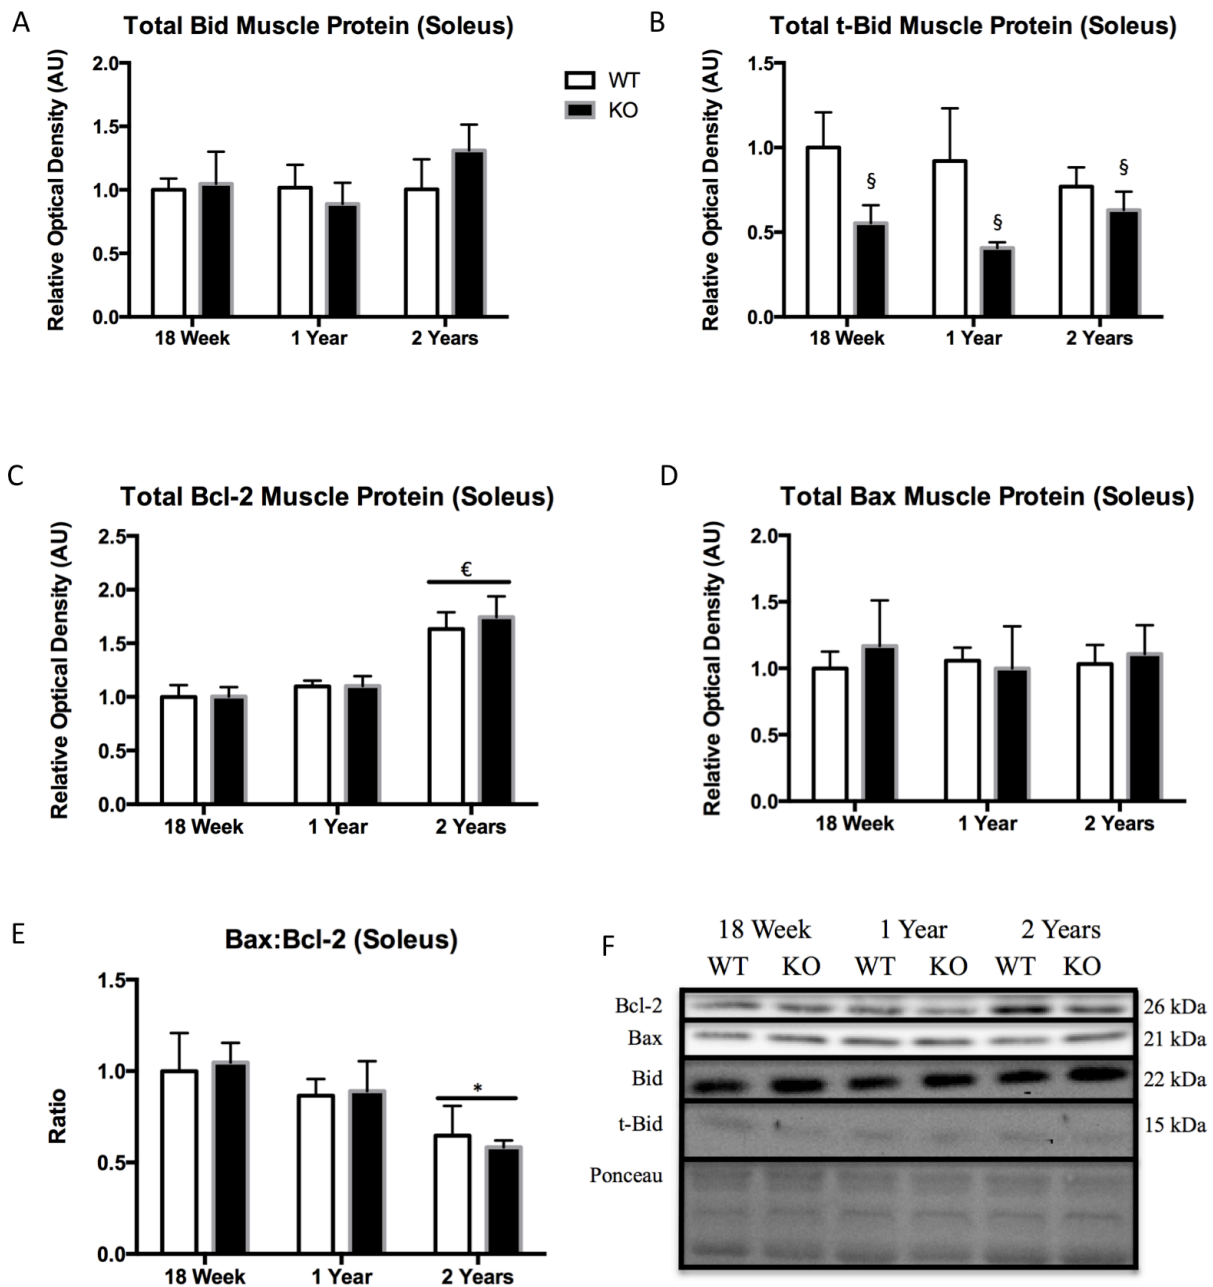 A
Total Bid Muscle Protein (Soleus)
Relative Optical Density (AU)
2.0
1.5
1.0
0.5
0.0
18 Week 1 Year 2 Years
WT
KO
B
Total t-Bid Muscle Protein (Soleus)
Relative Optical Density (AU)
1.5
1.0
0.5
0.0
§
§
§
18 Week 1 Year 2 Years
C
Total Bcl-2 Muscle Protein (Soleus)
Relative Optical Density (AU)
2.5
2.0
1.5
1.0
0.5
0.0
€
18 Week 1 Year 2 Years
D
Total Bax Muscle Protein (Soleus)
Relative Optical Density (AU)
2.0
1.5
1.0
0.5
0.0
18 Week 1 Year 2 Years
E
Bax:Bcl-2 (Soleus)
Ratio
1.5
1.0
0.5
0.0
*
18 Week 1 Year 2 Years
F
18 Week 1 Year 2 Years
WT KO WT KO WT KO
Bcl-2 26 kDa
Bax 21 kDa
Bid 22 kDa
t-Bid 15 kDa
Ponceau